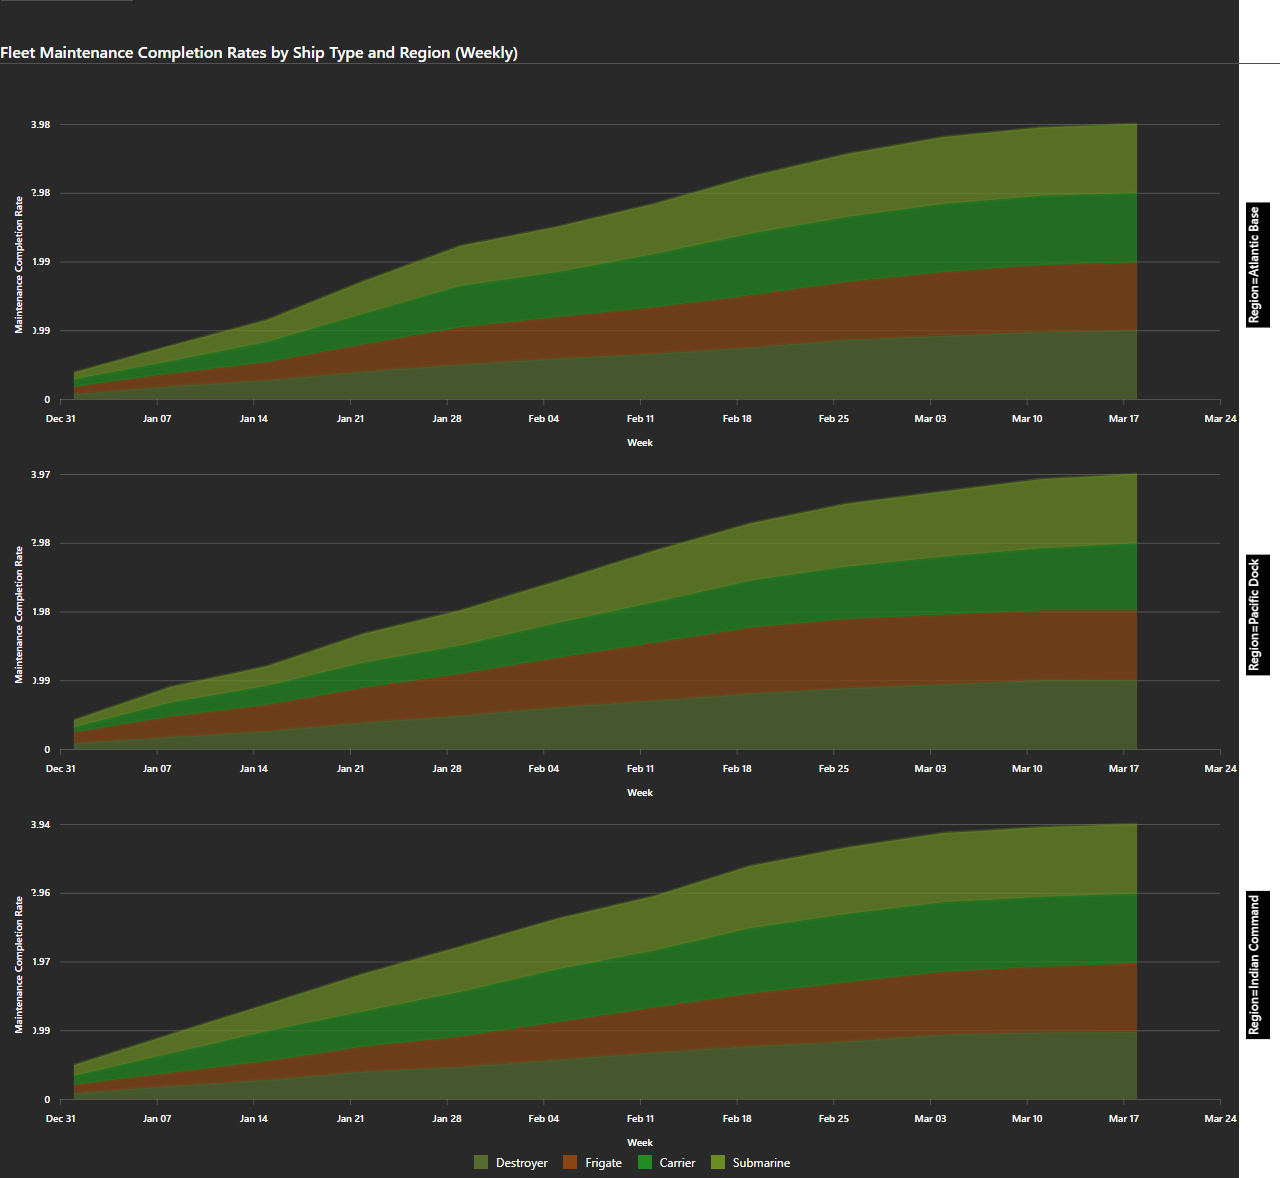 Fleet Maintenance Completion Rates by Ship Type and Region (Weekly)
3.98
2.98
1.99
0.99
0
Maintenance Completion Rate
Dec 31 Jan 07 Jan 14 Jan 21 Jan 28 Feb 04 Feb 11 Feb 18 Feb 25 Mar 03 Mar 10 Mar 17 Mar 24
Week
Region=Atlantic Base
3.97
2.98
1.98
0.99
0
Maintenance Completion Rate
Dec 31 Jan 07 Jan 14 Jan 21 Jan 28 Feb 04 Feb 11 Feb 18 Feb 25 Mar 03 Mar 10 Mar 17 Mar 24
Week
Region=Pacific Dock
3.94
2.96
1.97
0.99
0
Maintenance Completion Rate
Dec 31 Jan 07 Jan 14 Jan 21 Jan 28 Feb 04 Feb 11 Feb 18 Feb 25 Mar 03 Mar 10 Mar 17 Mar 24
Week
Region=Indian Command
Destroyer Frigate Carrier Submarine